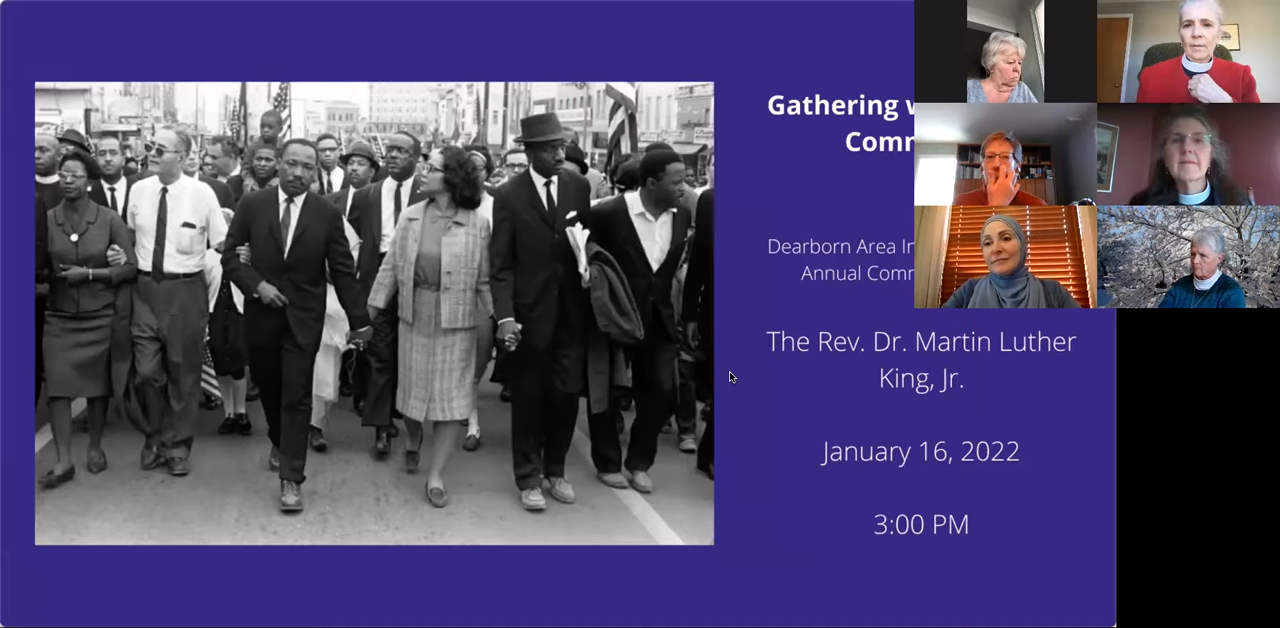 Gathering
Comm
Dearborn Area In
Annual Comm
The Rev. Dr. Martin Luther
King, Jr.
January 16, 2022
3:00 PM